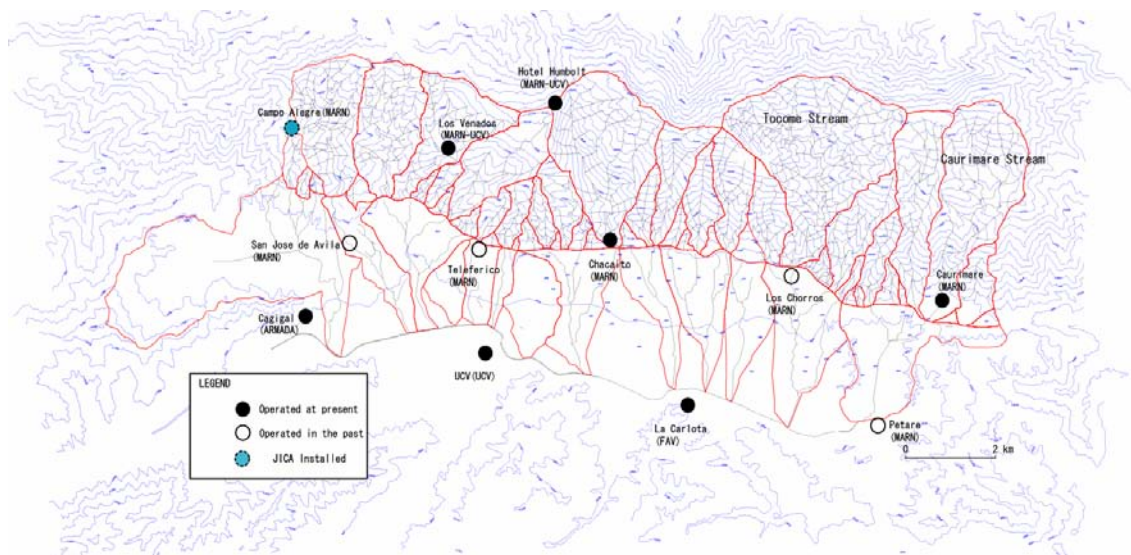 Hotel Humbolt
(MARN-UCV)
Campo Alegre(MARN)
Los Venados
(MARN-UCV)
Tocome Stream
Caurimare Stream
San Jose de Avila
(MARN)
Teleferico
(MARN)
Chacaito
(MARN)
Los Chorros
(MARN)
Caurimare
(MARN)
Cagigal
(ARMADA)
UCV(UCV)
La Carlota
(FAV)
Petare
(MARN)
0 2 km
LEGEND
Operated at present
Operated in the past
JICA Installed